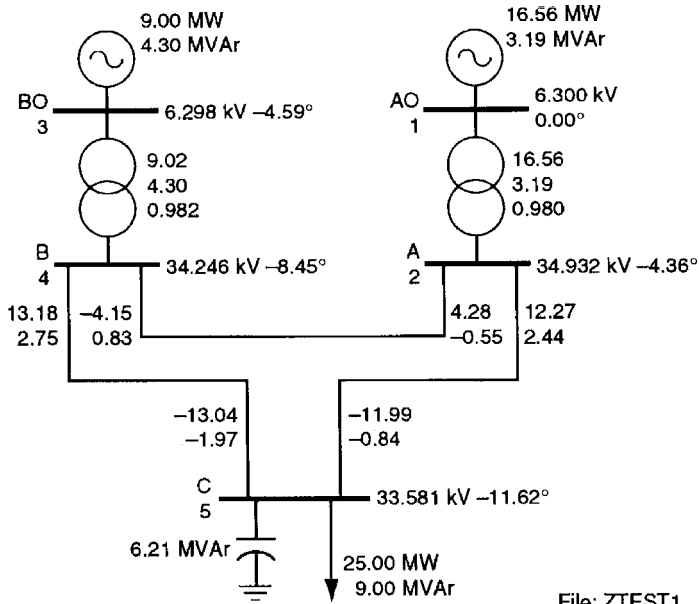 9.00 MW
4.30 MVAr
16.56 MW
3.19 MVAr
BO
3
6.298 kV –4.59°
AO
1
6.300 kV
0.00°
9.02
4.30
0.982
16.56
3.19
0.980
B
4
34.246 kV –8.45°
A
2
34.932 kV –4.36°
13.18
2.75
–4.15
0.83
4.28
–0.55
12.27
2.44
–13.04
–1.97
–11.99
–0.84
C
5
33.581 kV –11.62°
6.21 MVAr
25.00 MW
9.00 MVAr
File: ZTEST1